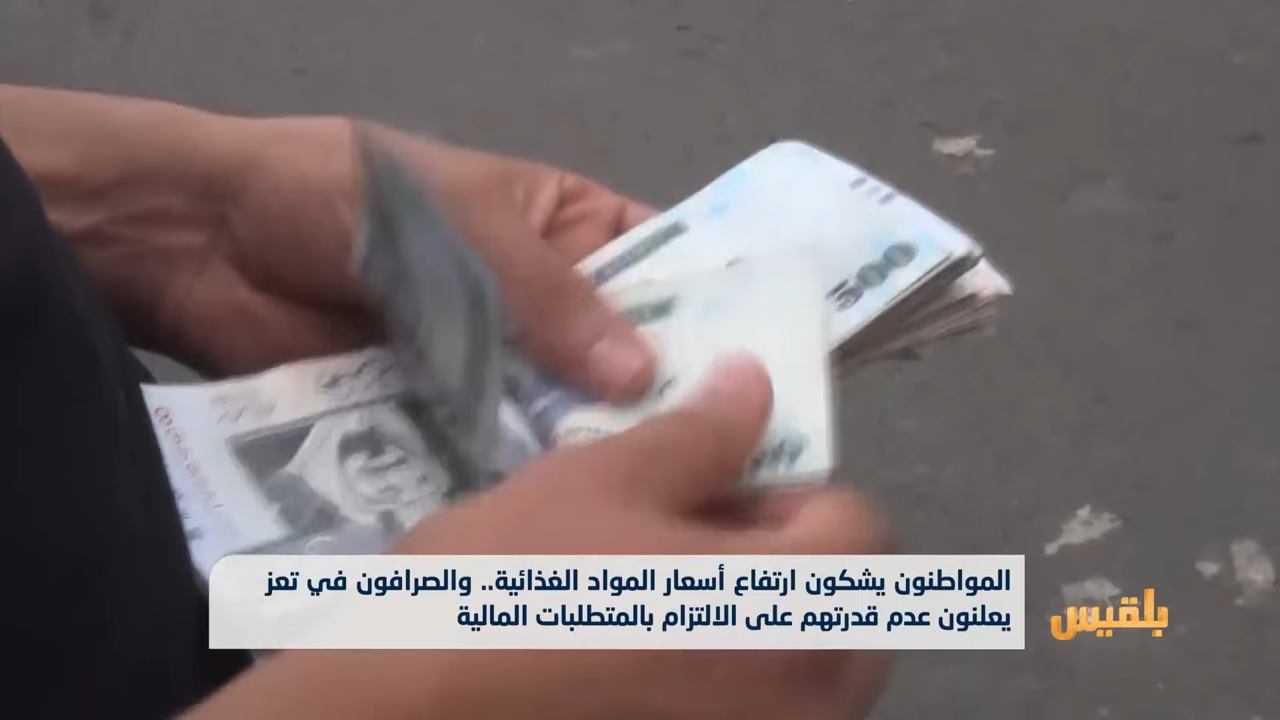 500
المواطنون يشكون ارتفاع أسعار المواد الغذائية.. والصرافون في تعز
يعلنون عدم قدرتهم على الالتزام بالمتطلبات المالية
بلقيس